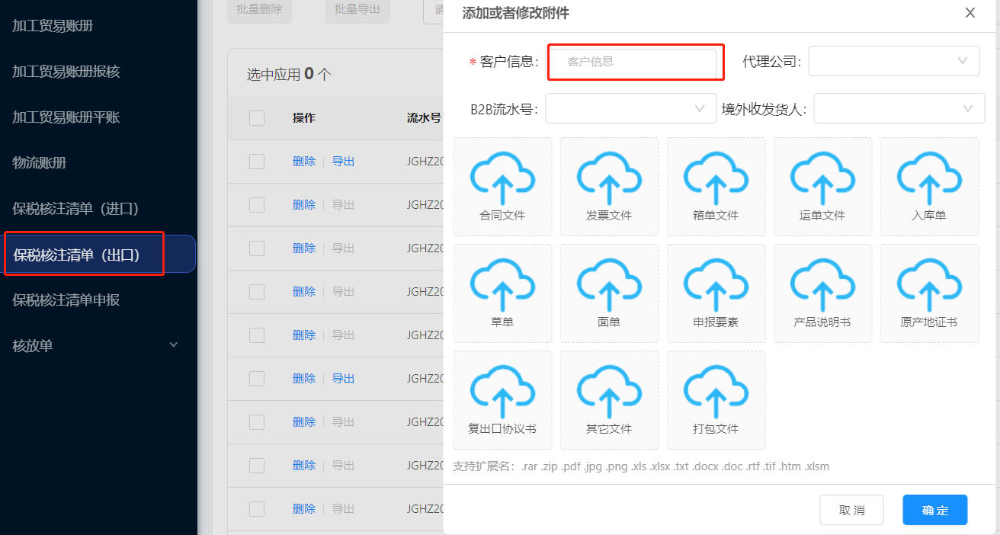 加工贸易账册
加工贸易账册报核
加工贸易账册平账
物流账册
保税核注清单（进口）
保税核注清单（出口）
保税核注清单申报
核放单
批量删除 批量导出 请
选中应用 0 个
操作 流水号
删除 导出 JGHZ20
删除 导出 JGHZ20
删除 导出 JGHZ20
删除 导出 JGHZ20
删除 导出 JGHZ20
删除 导出 JGHZ20
删除 导出 JGHZ20
删除 导出 JGHZ20
删除 导出 JGHZ20
添加或者修改附件
* 客户信息: 客户信息 代理公司:
B2B流水号: 境外收发货人:
合同文件 发票文件 箱单文件 运单文件 入库单
草单 面单 申报要素 产品说明书 原产地证书
复出口协议书 其它文件 打包文件
支持扩展名：.rar .zip .pdf .jpg .png .xls .xlsx .txt .docx .doc .rtf .tif .htm .xlsm
取 消 确 定